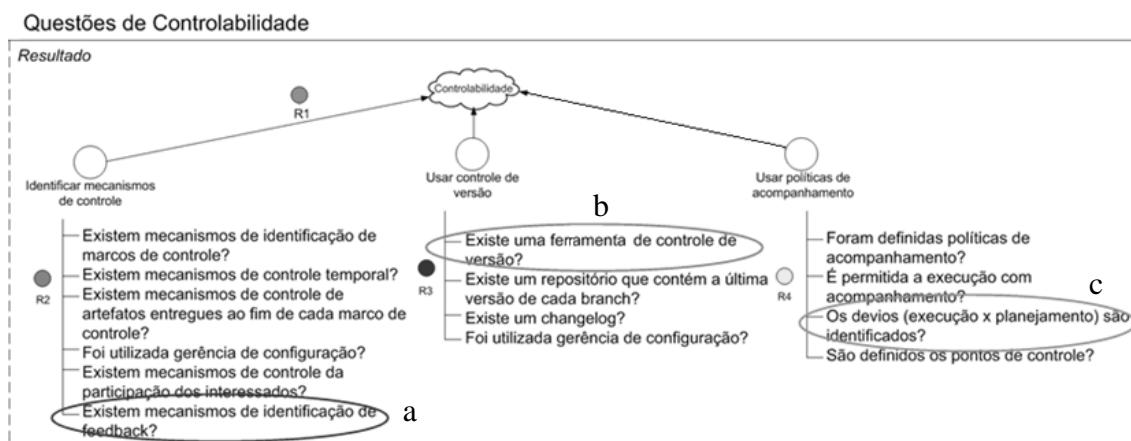 Questões de Controlabilidade
Resultado
Controlabilidade
R1
Identificar mecanismos
de controle
Usar controle de
versão
Usar políticas de
acompanhamento
R2
Existem mecanismos de identificação de
marcos de controle?
Existem mecanismos de controle temporal?
Existem mecanismos de controle de
artefatos entregues ao fim de cada marco de
controle?
Foi utilizada gerência de configuração?
Existem mecanismos de controle da
participação dos interessados?
Existem mecanismos de identificação de
feedback?
a
b
R3
Existe uma ferramenta de controle de
versão?
Existe um repositório que contém a última
versão de cada branch?
Existe um changelog?
Foi utilizada gerência de configuração?
c
R4
Foram definidas políticas de
acompanhamento?
É permitida a execução com
acompanhamento?
Os devios (execução x planejamento) são
identificados?
São definidos os pontos de controle?